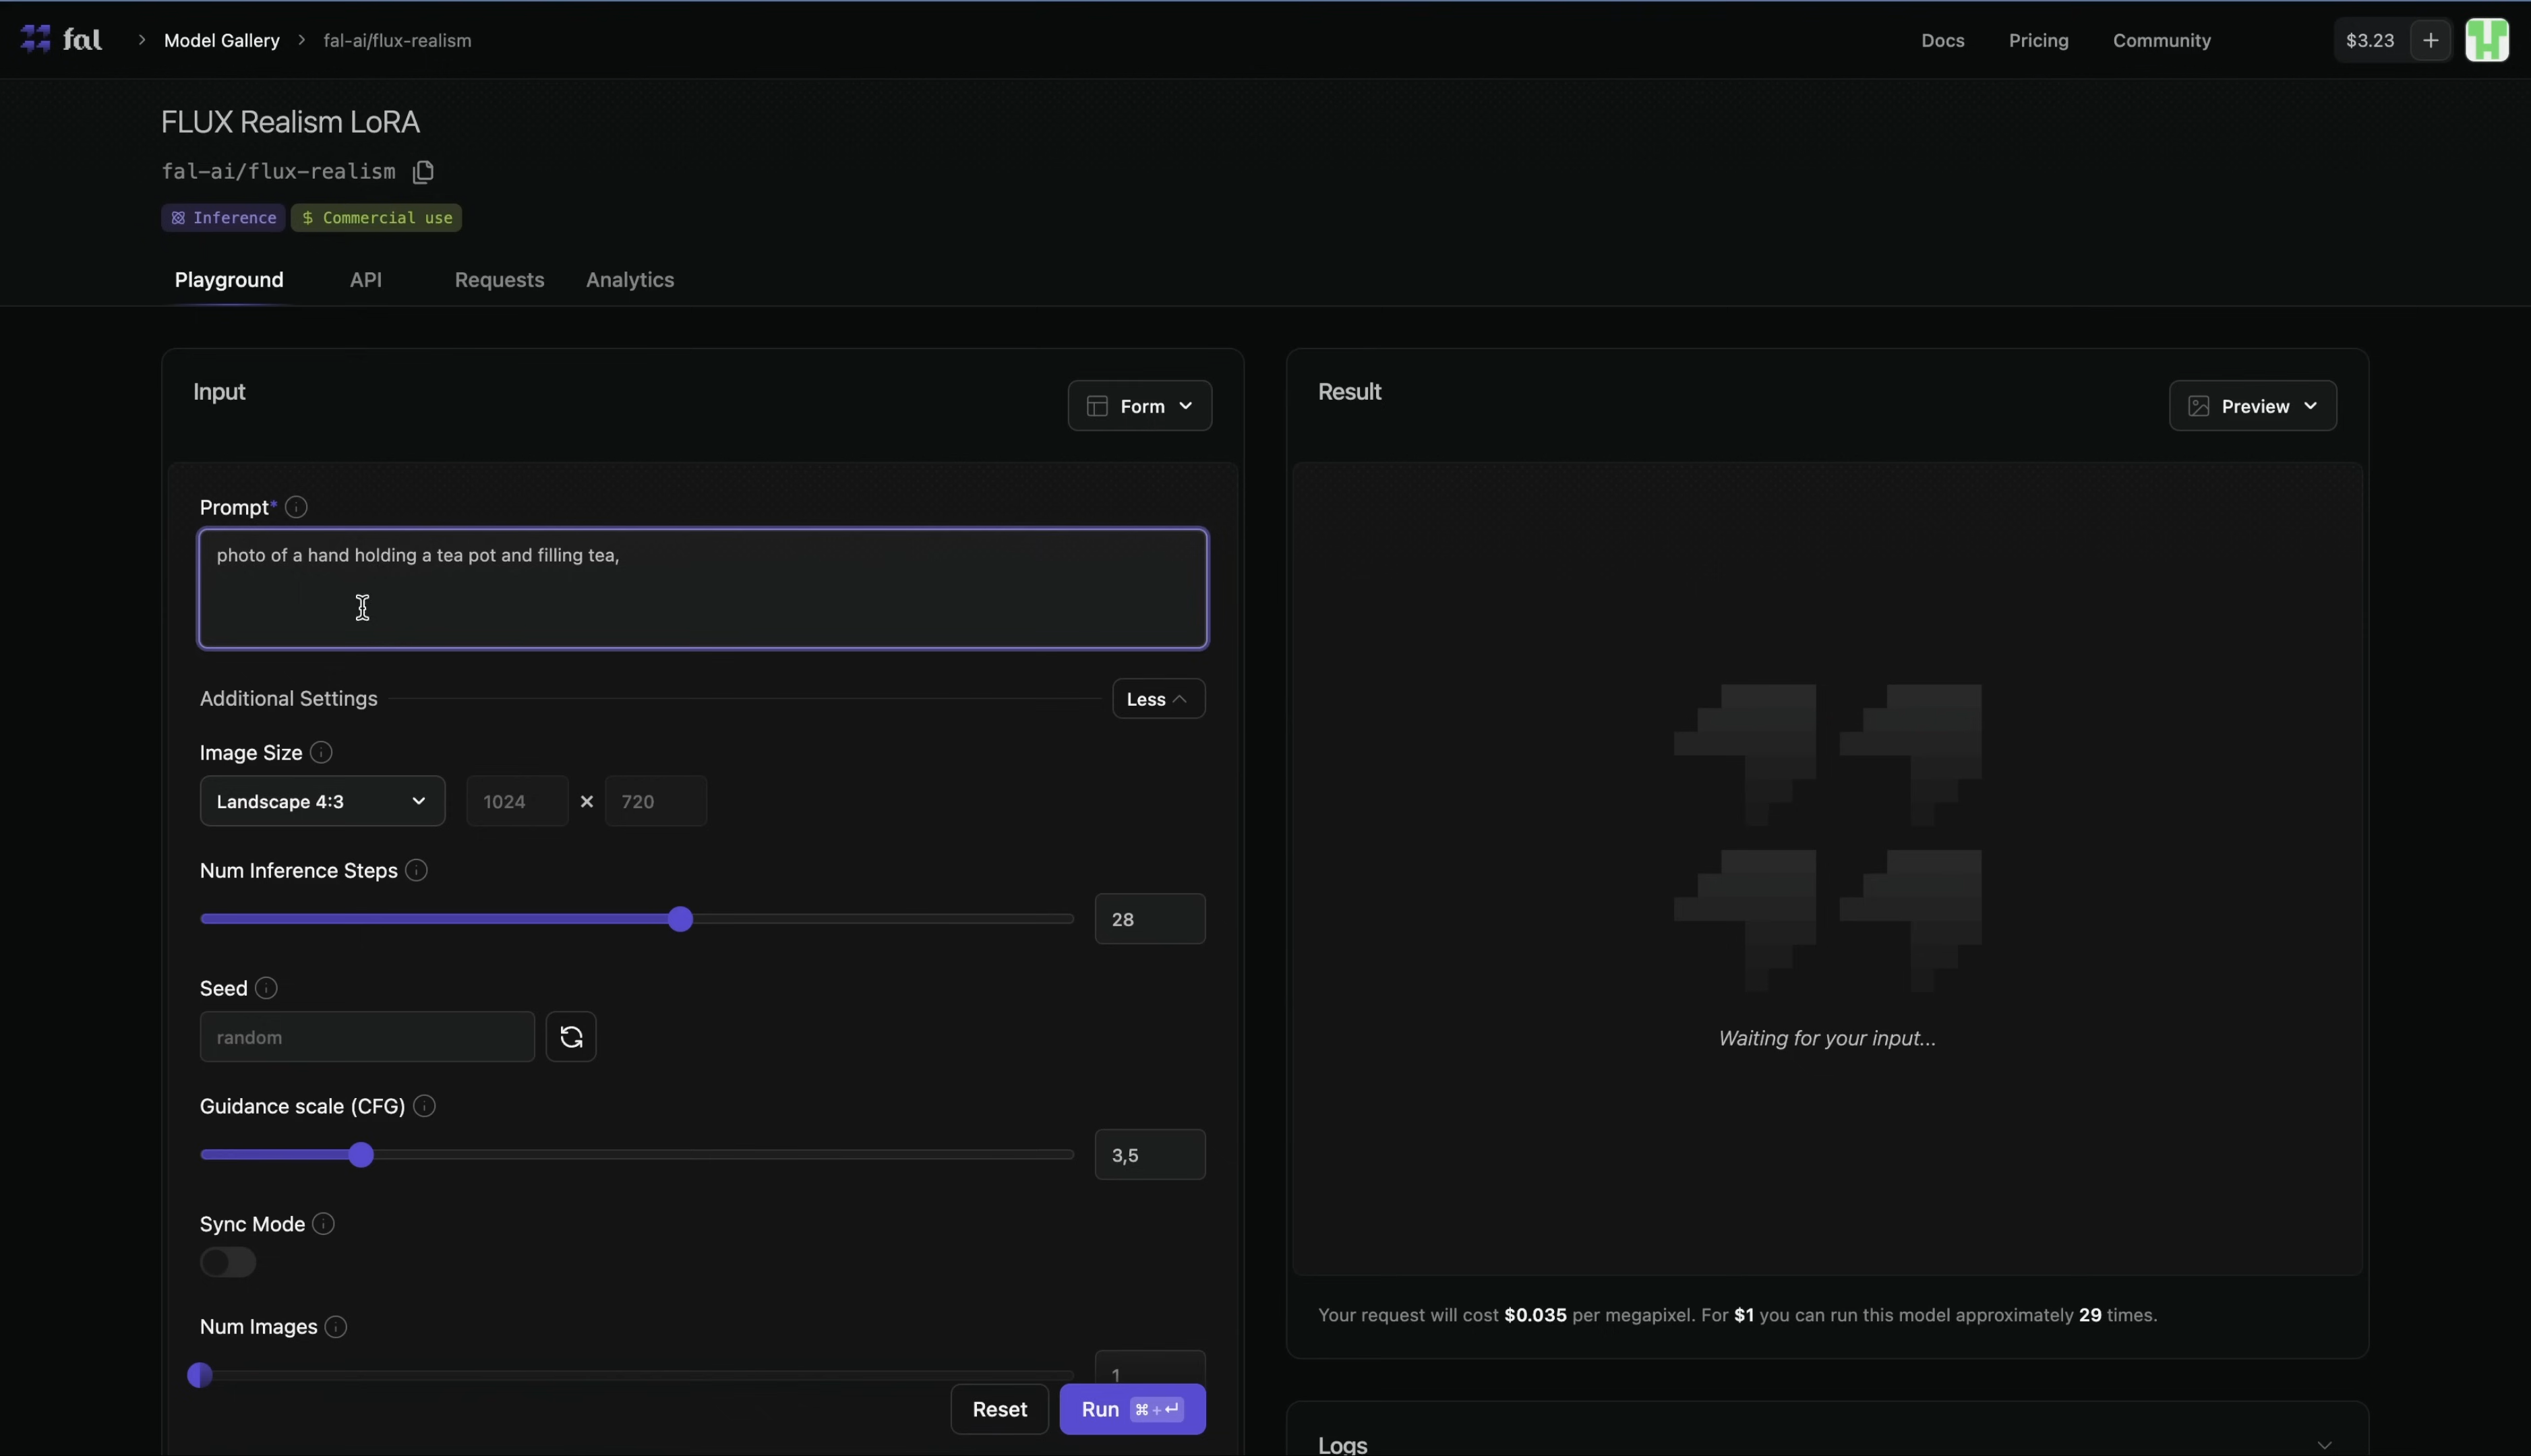 fal > Model Gallery > fal-ai/flux-realism Docs Pricing Community $3.23 +
FLUX Realism LoRA
fal-ai/flux-realism
Inference $ Commercial use
Playground API Requests Analytics
Input
Form
Prompt*
photo of a hand holding a tea pot and filling tea,
Additional Settings
Less
Image Size
Landscape 4:3 1024 × 720
Num Inference Steps
28
Seed
random
Guidance scale (CFG)
3,5
Sync Mode
Num Images
1
Reset Run ⌘+↵
Result
Preview
Waiting for your input...
Your request will cost $0.035 per megapixel. For $1 you can run this model approximately 29 times.
Logs